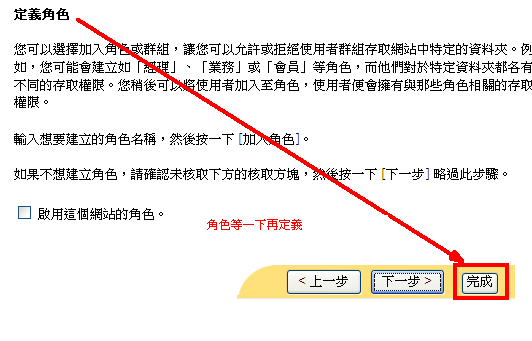 定義角色
您可以選擇加入角色或群組，讓您可以允許或拒絕使用者群組存取網站中特定的資料夾。例
如，您可能會建立如「經理」、「業務」或「會員」等角色，而他們對於特定資料夾都各有
不同的存取權限。您稍後可以將使用者加入至角色，使用者便會擁有與那些角色相關的存取
權限。
輸入想要建立的角色名稱，然後按一下 [加入角色]。
如果不想建立角色，請確認未核取下方的核取方塊，然後按一下 [下一步] 略過此步驟。
啟用這個網站的角色。
角色等一下再定義
< 上一步 下一步 > 完成